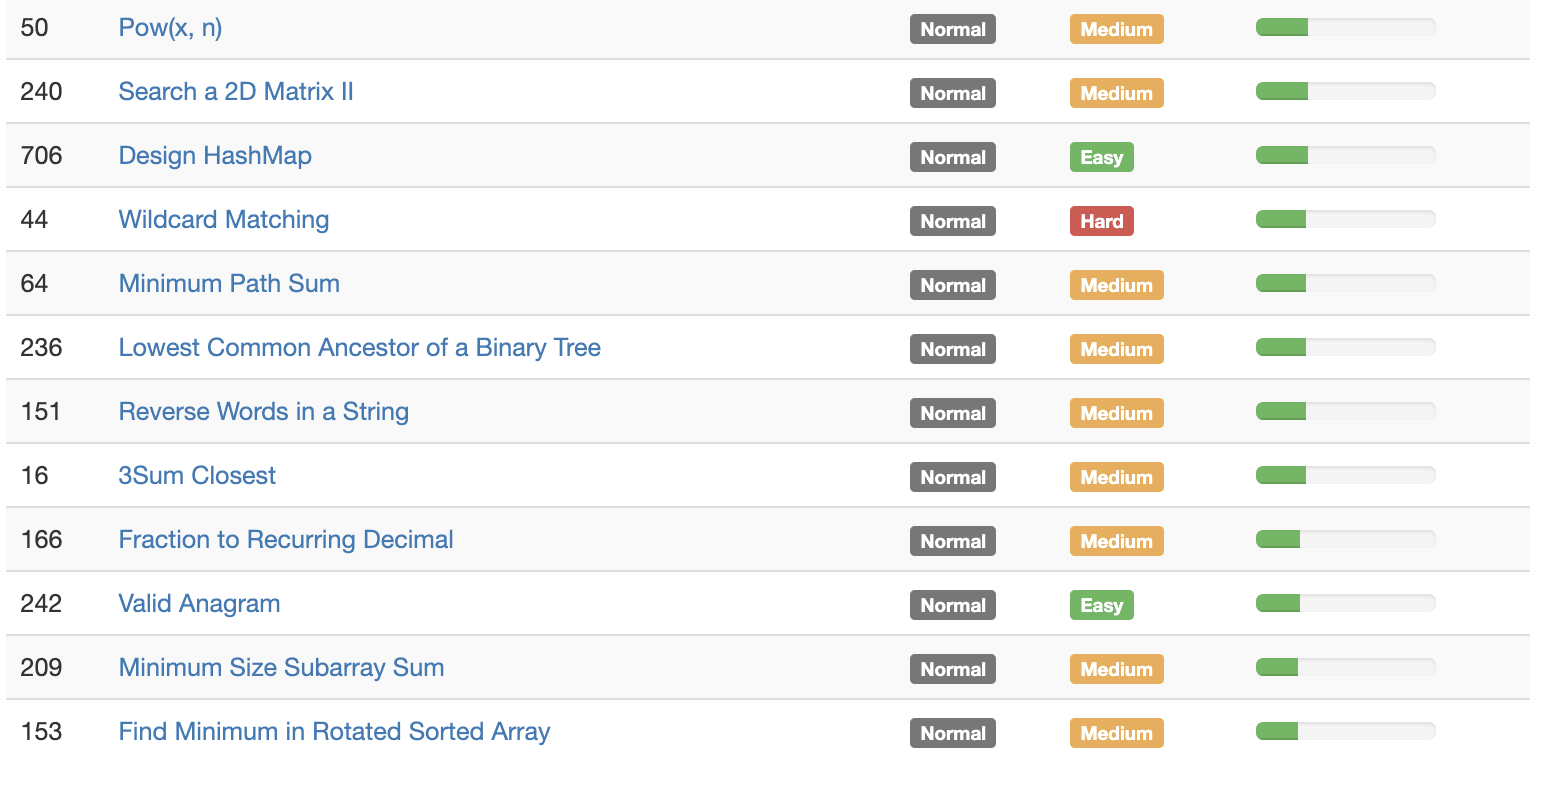 50 Pow(x, n) Normal Medium
240 Search a 2D Matrix II Normal Medium
706 Design HashMap Normal Easy
44 Wildcard Matching Normal Hard
64 Minimum Path Sum Normal Medium
236 Lowest Common Ancestor of a Binary Tree Normal Medium
151 Reverse Words in a String Normal Medium
16 3Sum Closest Normal Medium
166 Fraction to Recurring Decimal Normal Medium
242 Valid Anagram Normal Easy
209 Minimum Size Subarray Sum Normal Medium
153 Find Minimum in Rotated Sorted Array Normal Medium